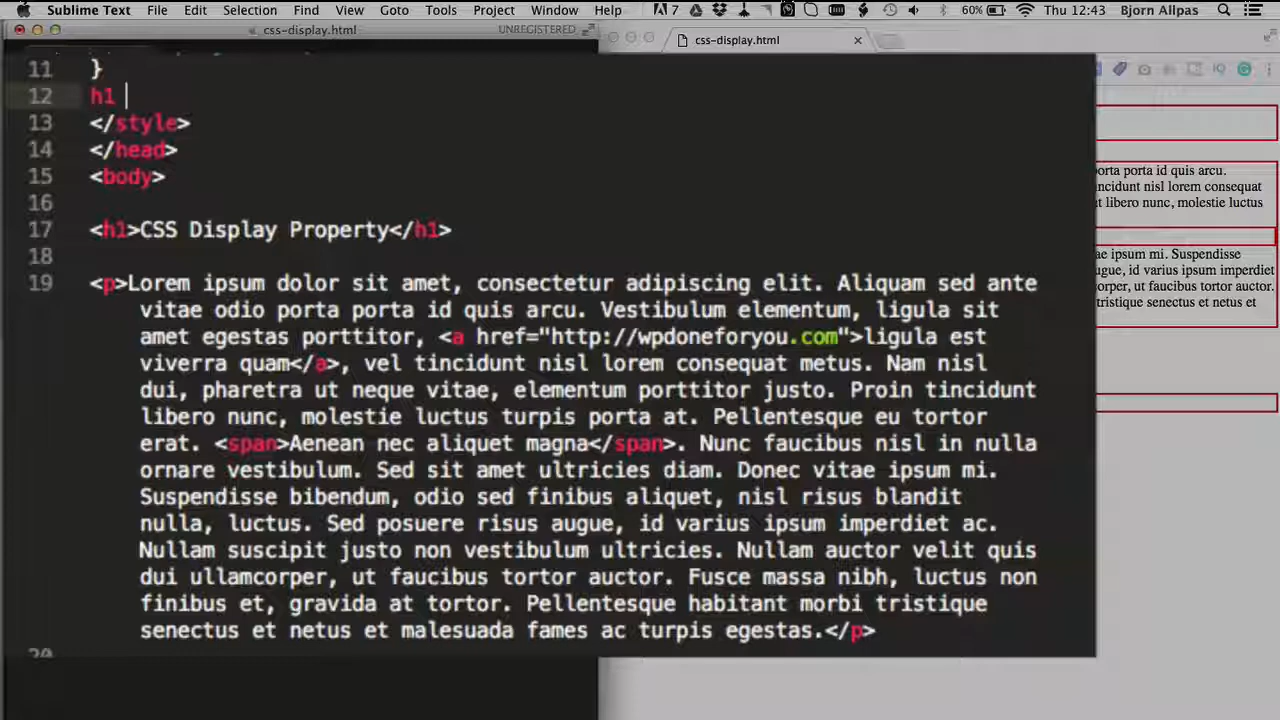 Sublime Text File Edit Selection Find View Goto Tools Project Window Help 7 60% Thu 12:43 Bjorn Allpas
css-display.html UNREGISTERED
css-display.html
11 }
12 h1
13 </style>
14 </head>
15 <body>
16
17 <h1>CSS Display Property</h1>
18
19 <p>Lorem ipsum dolor sit amet, consectetur adipiscing elit. Aliquam sed ante
vitae odio porta porta id quis arcu. Vestibulum elementum, ligula sit
amet egestas porttitor, <a href="http://wpdoneforyou.com">ligula est
viverra quam</a>, vel tincidunt nisl lorem consequat metus. Nam nisl
dui, pharetra ut neque vitae, elementum porttitor justo. Proin tincidunt
libero nunc, molestie luctus turpis porta at. Pellentesque eu tortor
erat. <span>Aenean nec aliquet magna</span>. Nunc faucibus nisl in nulla
ornare vestibulum. Sed sit amet ultricies diam. Donec vitae ipsum mi.
Suspendisse bibendum, odio sed finibus aliquet, nisl risus blandit
nulla, luctus. Sed posuere risus augue, id varius ipsum imperdiet ac.
Nullam suscipit justo non vestibulum ultricies. Nullam auctor velit quis
dui ullamcorper, ut faucibus tortor auctor. Fusce massa nibh, luctus non
finibus et, gravida at tortor. Pellentesque habitant morbi tristique
senectus et netus et malesuada fames ac turpis egestas.</p>
porta porta id quis arcu.
ncidunt nisl lorem consequat
libero nunc, molestie luctus
ae ipsum mi. Suspendisse
ugue, id varius ipsum imperdiet
orper, ut faucibus tortor auctor.
tristique senectus et netus et